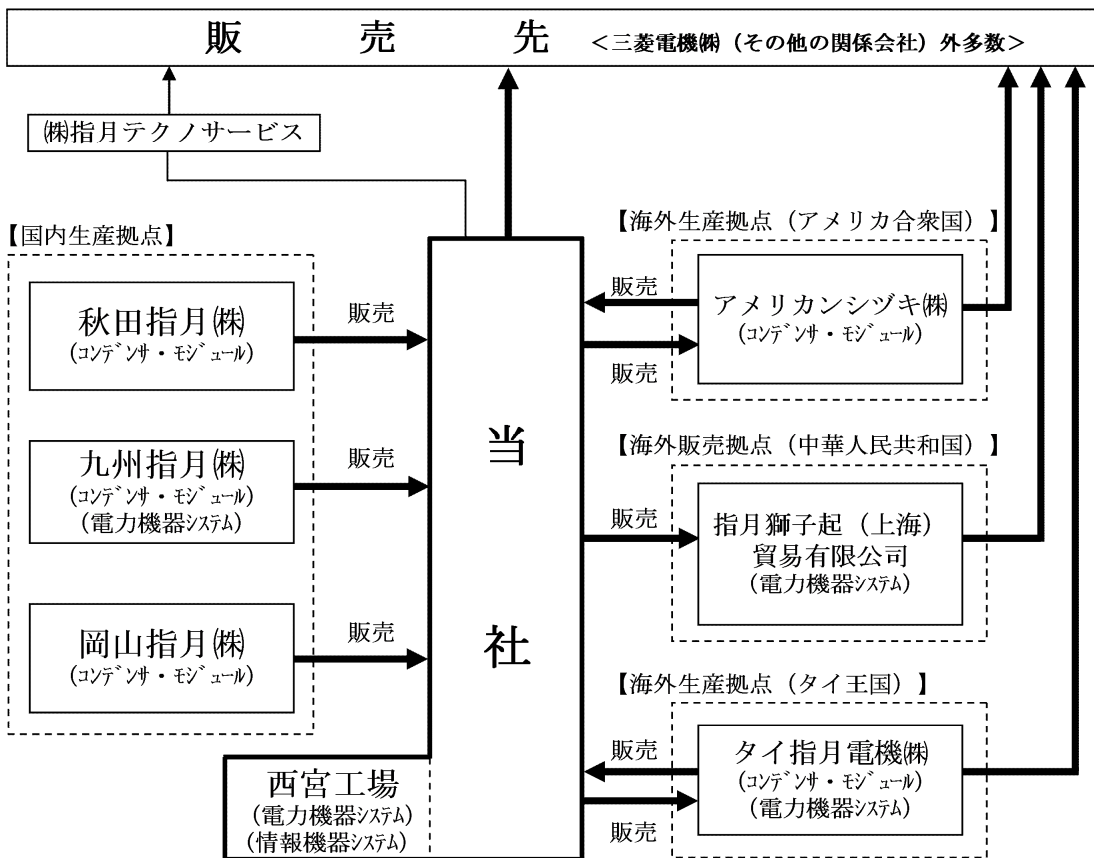 販売先 <三菱電機㈱（その他の関係会社）外多数>
㈱指月テクノサービス
【国内生産拠点】
秋田指月㈱
(ｺﾝﾃﾞﾝｻ・ﾓｼﾞｭｰﾙ)
販売
九州指月㈱
(ｺﾝﾃﾞﾝｻ・ﾓｼﾞｭｰﾙ)
(電力機器ｼｽﾃﾑ)
販売
岡山指月㈱
(ｺﾝﾃﾞﾝｻ・ﾓｼﾞｭｰﾙ)
販売
当社
西宮工場
(電力機器ｼｽﾃﾑ)
(情報機器ｼｽﾃﾑ)
【海外生産拠点（アメリカ合衆国）】
販売
アメリカンシヅキ㈱
(ｺﾝﾃﾞﾝｻ・ﾓｼﾞｭｰﾙ)
販売
【海外販売拠点（中華人民共和国）】
販売
指月獅子起（上海）
貿易有限公司
(電力機器ｼｽﾃﾑ)
【海外生産拠点（タイ王国）】
販売
タイ指月電機㈱
(ｺﾝﾃﾞﾝｻ・ﾓｼﾞｭｰﾙ)
(電力機器ｼｽﾃﾑ)
販売